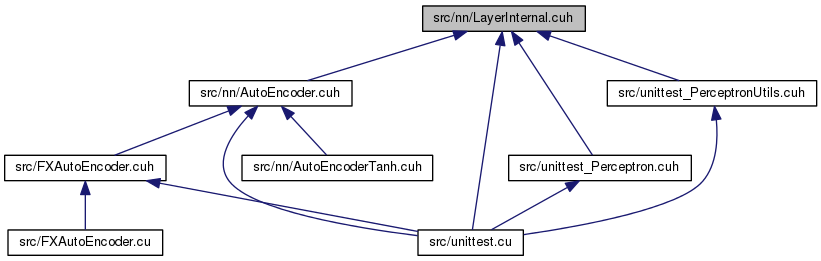 src/nn/LayerInternal.cuh
src/nn/AutoEncoder.cuh
src/unittest_PerceptronUtils.cuh
src/FXAutoEncoder.cuh
src/nn/AutoEncoderTanh.cuh
src/unittest_Perceptron.cuh
src/FXAutoEncoder.cu
src/unittest.cu